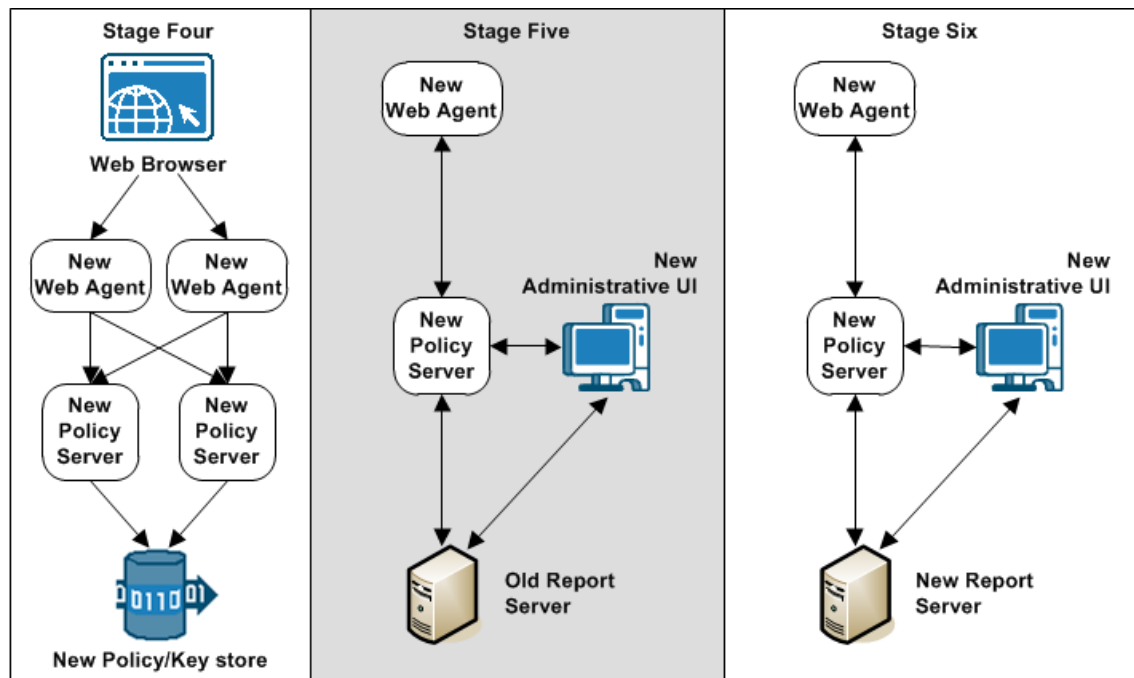 Stage Four
Web Browser
New
Web Agent
New
Web Agent
New
Policy
Server
New
Policy
Server
01101 01
New Policy/Key store
Stage Five
New
Web Agent
New
Administrative UI
New
Policy
Server
Old Report
Server
Stage Six
New
Web Agent
New
Administrative UI
New
Policy
Server
New Report
Server